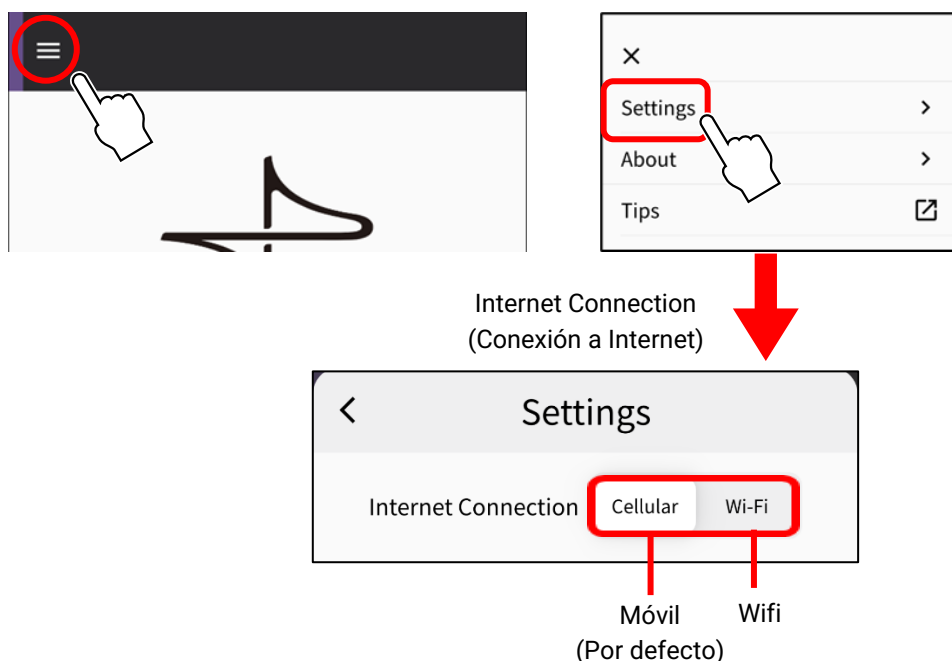 Settings
About
Tips
Internet Connection
(Conexión a Internet)
Settings
Internet Connection Cellular Wi-Fi
Móvil Wifi
(Por defecto)